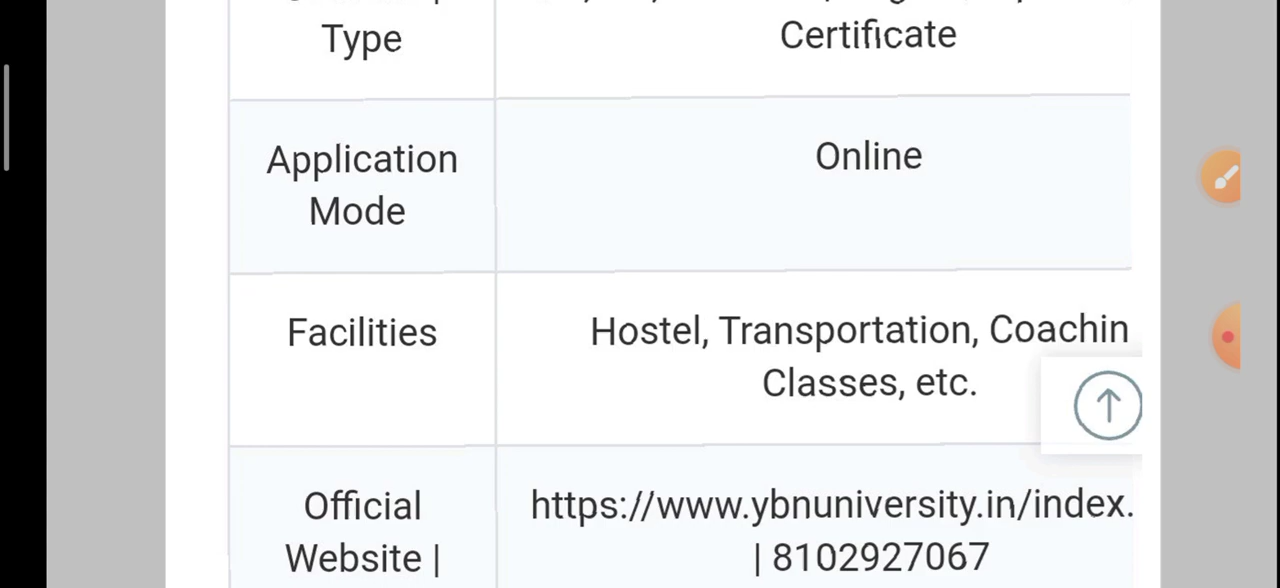 Type
Certificate
Application
Mode
Online
Facilities
Hostel, Transportation, Coachin
Classes, etc.
Official
Website |
https://www.ybnuniversity.in/index.
| 8102927067